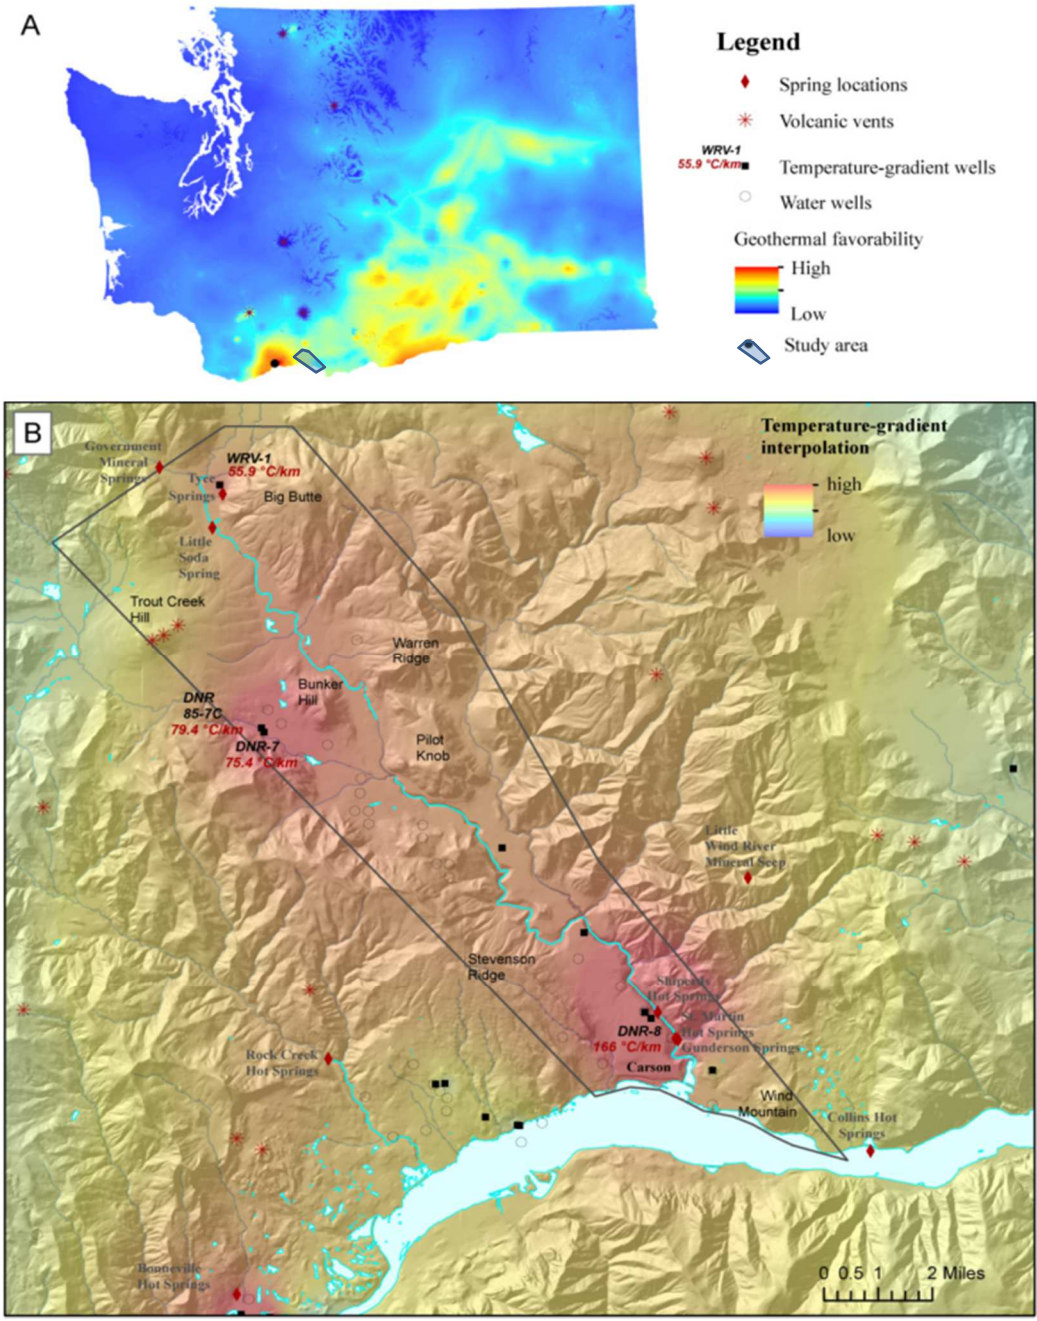 A
Legend
Spring locations
Volcanic vents
WRV-1
55.9 °C/km
Temperature-gradient wells
Water wells
Geothermal favorability
High
Low
Study area
B
Temperature-gradient
interpolation
high
low
Government
Mineral
Springs
WRV-1
55.9 °C/km
Tyee
Springs
Big Butte
Little
Soda
Spring
Trout Creek
Hill
Warren
Ridge
Bunker
Hill
DNR
85-7C
79.4 °C/km
DNR-7
75.4 °C/km
Pilot
Knob
Little
Wind River
Mineral Seep
Stevenson
Ridge
Shiperds
Hot Springs
St. Martin
Hot Springs
Gunderson Springs
DNR-8
166 °C/km
Carson
Rock Creek
Hot Springs
Wind
Mountain
Collins Hot
Springs
Bonneville
Hot Springs
0 0.5 1 2 Miles